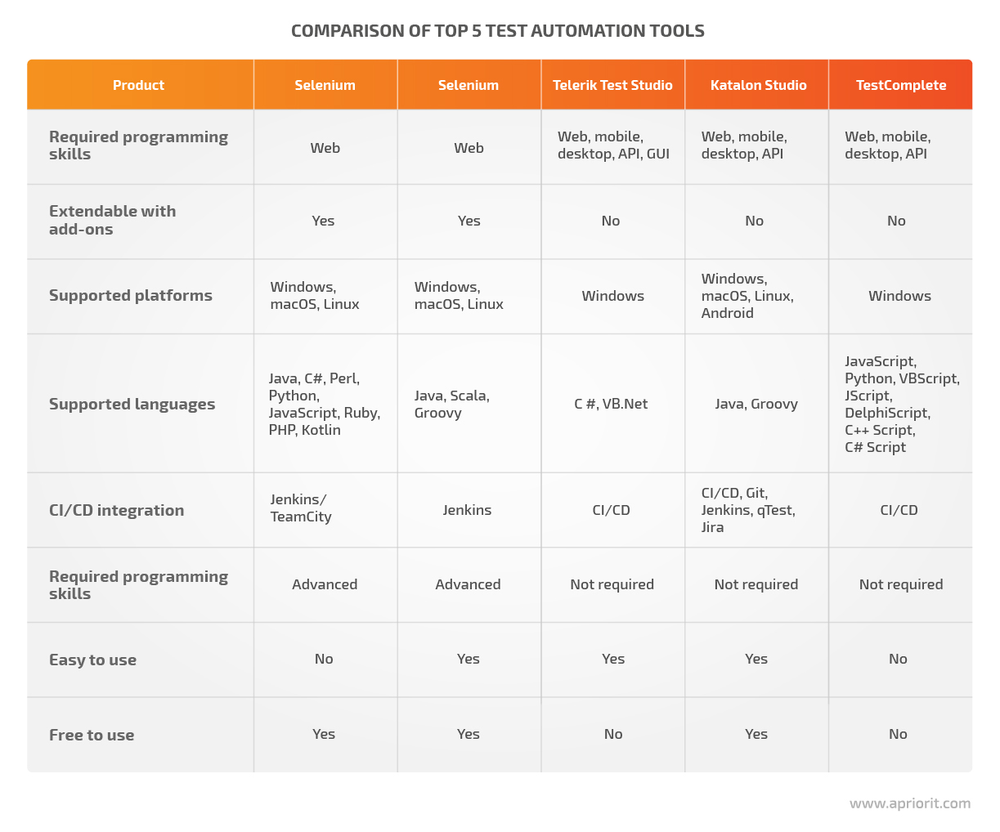 COMPARISON OF TOP 5 TEST AUTOMATION TOOLS
Product
Selenium
Selenium
Telerik Test Studio
Katalon Studio
TestComplete
Required programming
skills
Web
Web
Web, mobile,
desktop, API, GUI
Web, mobile,
desktop, API
Web, mobile,
desktop, API
Extendable with
add-ons
Yes
Yes
No
No
No
Supported platforms
Windows,
macOS, Linux
Windows,
macOS, Linux
Windows
Windows,
macOS, Linux,
Android
Windows
Supported languages
Java, C#, Perl,
Python,
JavaScript, Ruby,
PHP, Kotlin
Java, Scala,
Groovy
C #, VB.Net
Java, Groovy
JavaScript,
Python, VBScript,
JScript,
DelphiScript,
C++ Script,
C# Script
CI/CD integration
Jenkins/
TeamCity
Jenkins
CI/CD
CI/CD, Git,
Jenkins, qTest,
Jira
CI/CD
Required programming
skills
Advanced
Advanced
Not required
Not required
Not required
Easy to use
No
Yes
Yes
Yes
No
Free to use
Yes
Yes
No
Yes
No
www.apriorit.com